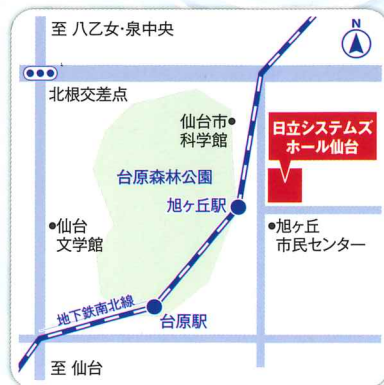 至 八乙女・泉中央
N
北根交差点
仙台市
科学館
日立システムズ
ホール仙台
台原森林公園
旭ヶ丘駅
仙台
文学館
旭ヶ丘
市民センター
地下鉄南北線
台原駅
至 仙台